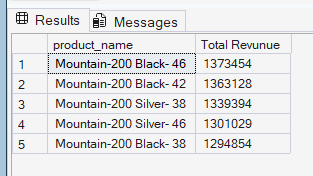 Results Messages
product_name Total Revunue
1 Mountain-200 Black- 46 1373454
2 Mountain-200 Black- 42 1363128
3 Mountain-200 Silver- 38 1339394
4 Mountain-200 Silver- 46 1301029
5 Mountain-200 Black- 38 1294854